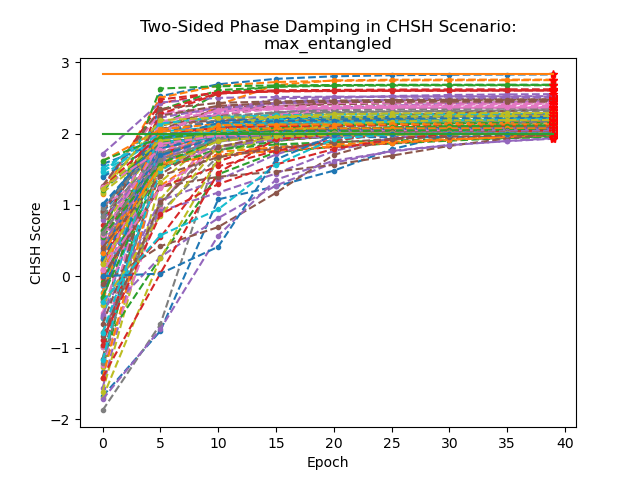 Two-Sided Phase Damping in CHSH Scenario:
max_entangled
3
2
1
0
−1
−2
CHSH Score
0 5 10 15 20 25 30 35 40
Epoch